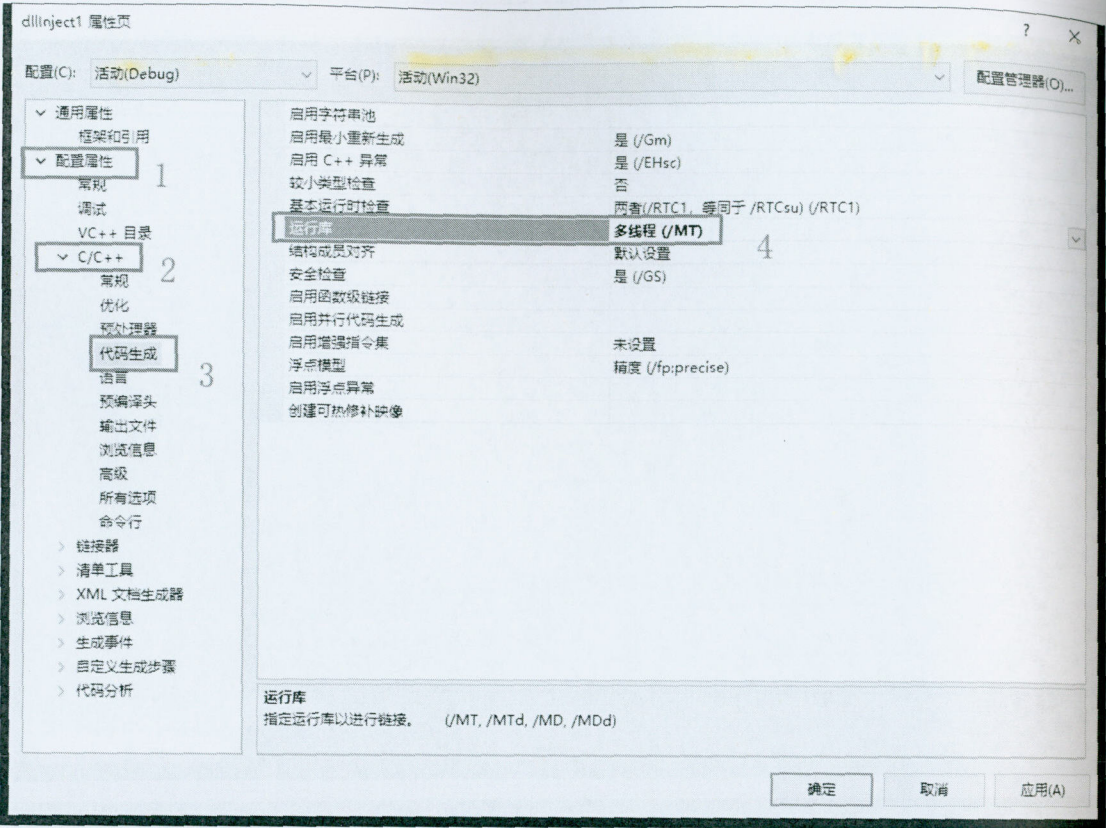 dllInject1 属性页
?
配置(C): 活动(Debug) 平台(P): 活动(Win32) 配置管理器(O)...
通用属性
框架和引用
配置属性
1
常规
调试
VC++ 目录
C/C++
2
常规
优化
预处理器
代码生成
3
语言
预编译头
输出文件
浏览信息
高级
所有选项
命令行
链接器
清单工具
XML 文档生成器
浏览信息
生成事件
自定义生成步骤
代码分析
启用字符串池
启用最小重新生成 是 (/Gm)
启用 C++ 异常 是 (/EHsc)
较小类型检查 否
基本运行时检查 两者(/RTC1, 等同于 /RTCsu) (/RTC1)
运行库 多线程 (/MT)
4
结构成员对齐 默认设置
安全检查 是 (/GS)
启用函数级链接
启用并行代码生成
启用增强指令集 未设置
浮点模型 精度 (/fp:precise)
启用浮点异常
创建可热修补映像
运行库
指定运行库以进行链接。 (/MT, /MTd, /MD, /MDd)
确定 取消 应用(A)